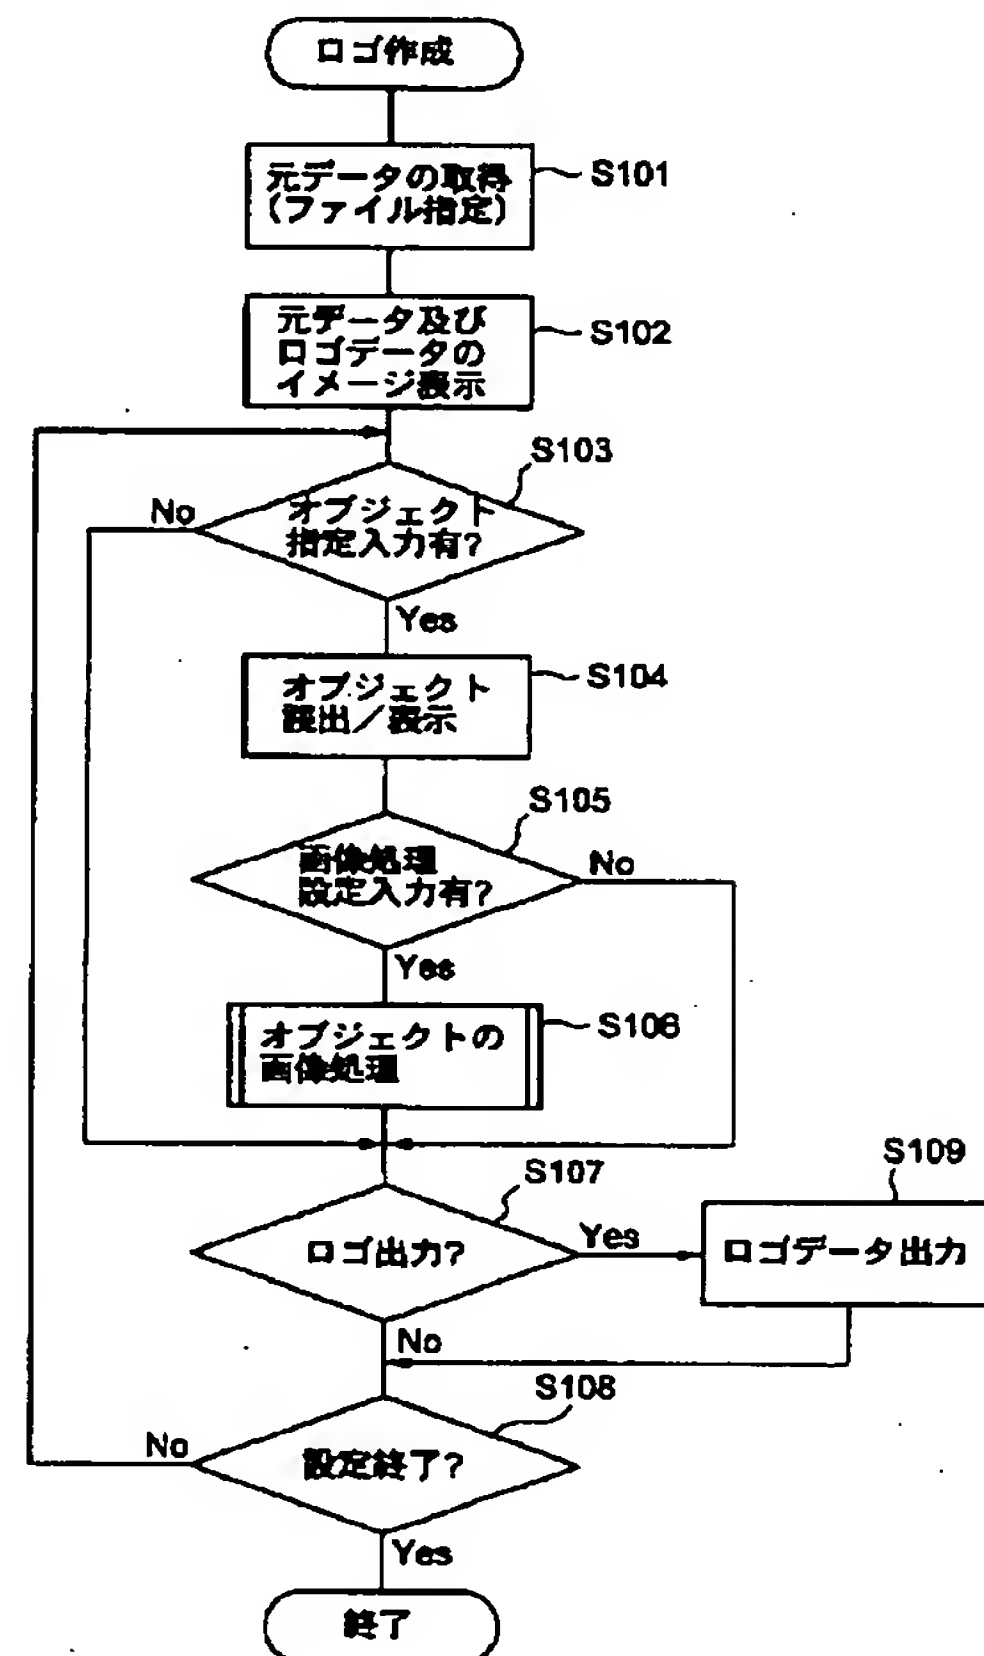 ロゴ作成
元データの取得
(ファイル指定)
S101
元データ及び
ロゴデータの
イメージ表示
S102
S103
No
オブジェクト
指定入力有?
Yes
オブジェクト
/表示
S104
S105
画像処理
設定入力有?
No
Yes
オブジェクトの
画像処理
S106
S107
ロゴ出力?
Yes
S109
ロゴデータ出力
No
S108
No
設定終了?
Yes
終了